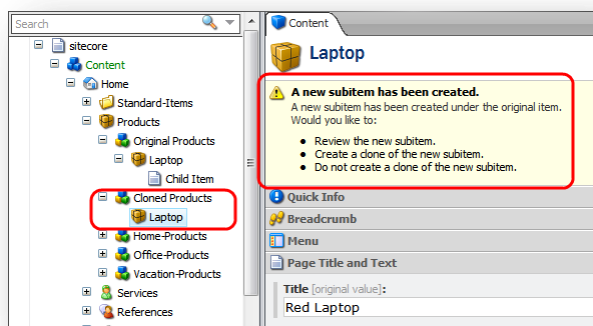 Search
sitecore
Content
Home
Standard-Items
Products
Original Products
Laptop
Child Item
Cloned Products
Laptop
Home-Products
Office-Products
Vacation-Products
Services
References
Content
Laptop
A new subitem has been created.
A new subitem has been created under the original item.
Would you like to:
• Review the new subitem.
• Create a clone of the new subitem.
• Do not create a clone of the new subitem.
Quick Info
Breadcrumb
Menu
Page Title and Text
Title [original value]:
Red Laptop